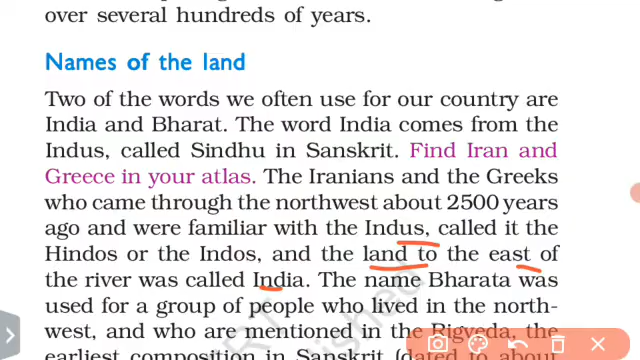 over several hundreds of years.
Names of the land
Two of the words we often use for our country are
India and Bharat. The word India comes from the
Indus, called Sindhu in Sanskrit. Find Iran and
Greece in your atlas. The Iranians and the Greeks
who came through the northwest about 2500 years
ago and were familiar with the Indus, called it the
Hindos or the Indos, and the land to the east of
the river was called India. The name Bharata was
used for a group of people who lived in the north-
west, and who are mentioned in the Rigveda, the
earliest composition in Sanskrit (dated to about